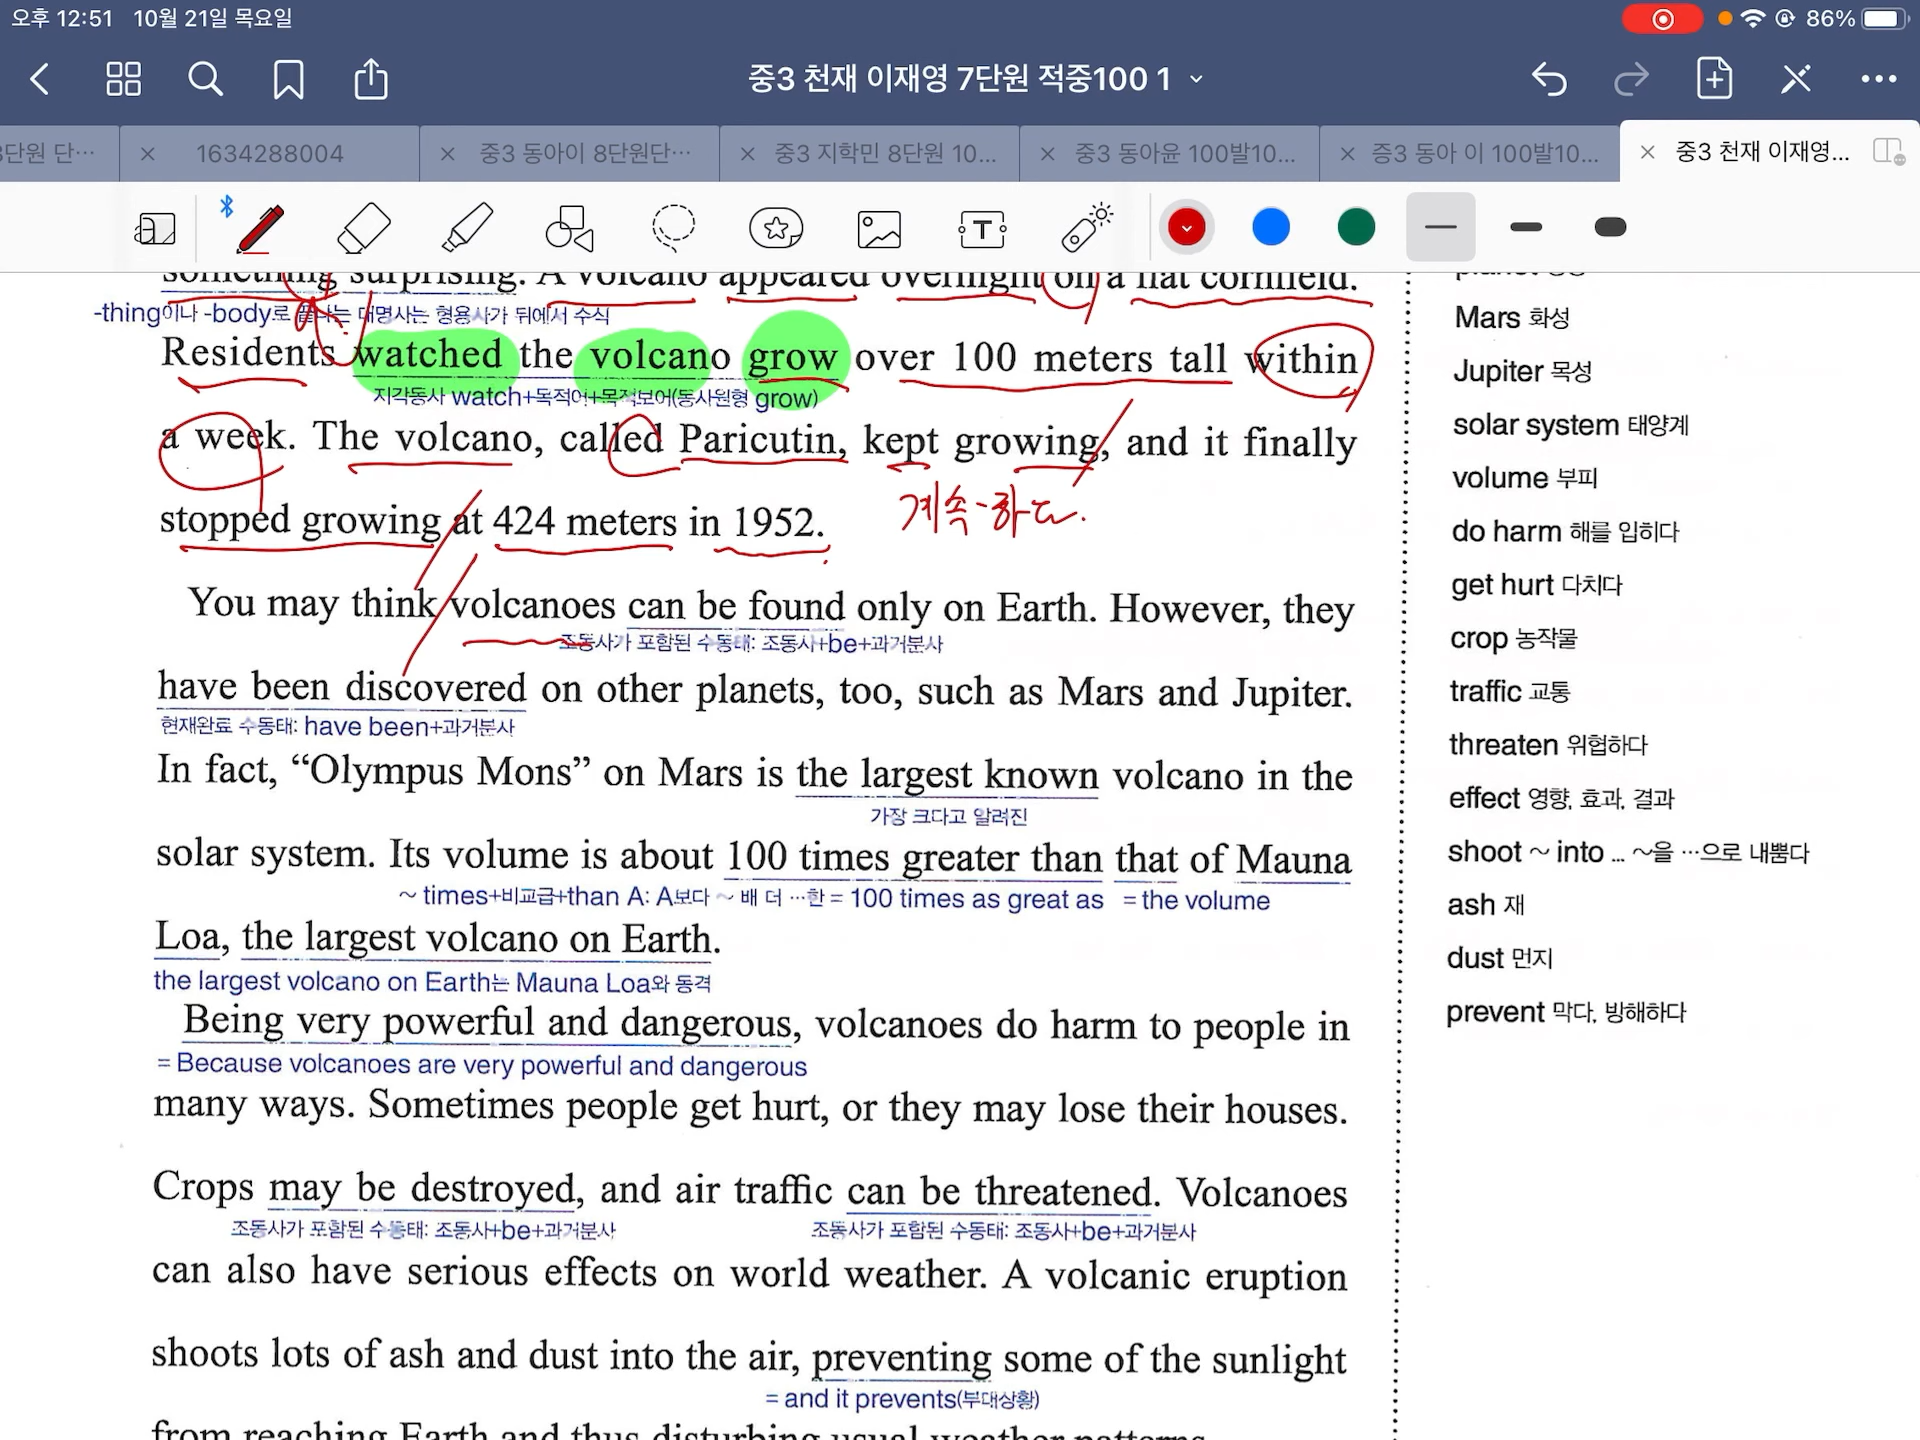 오후 12:51 10월 21일 목요일
86%
중3 천재 이재영 7단원 적중100 1
단원 단…
1634288004
중3 동아이 8단원단…
중3 지학민 8단원 10...
중3 동아윤 100발10...
증3 동아 이 100발10...
중3 천재 이재영...
something surprising. A volcano appeared overnight on a flat cornfield.
-thing이나 -body로 끝나는 대명사는 형용사가 뒤에서 수식
Residents watched the volcano grow over 100 meters tall within
지각동사 watch+목적어+목적보어(동사원형 grow)
a week. The volcano, called Paricutin, kept growing, and it finally
계속-하다.
stopped growing at 424 meters in 1952.
You may think volcanoes can be found only on Earth. However, they
조동사가 포함된 수동태: 조동사+be+과거분사
have been discovered on other planets, too, such as Mars and Jupiter.
현재완료 수동태: have been+과거분사
In fact, “Olympus Mons” on Mars is the largest known volcano in the
가장 크다고 알려진
solar system. Its volume is about 100 times greater than that of Mauna
~ times+비교급+than A: A보다 ~ 배 더 …한 = 100 times as great as = the volume
Loa, the largest volcano on Earth.
the largest volcano on Earth는 Mauna Loa와 동격
Being very powerful and dangerous, volcanoes do harm to people in
= Because volcanoes are very powerful and dangerous
many ways. Sometimes people get hurt, or they may lose their houses.
Crops may be destroyed, and air traffic can be threatened. Volcanoes
조동사가 포함된 수동태: 조동사+be+과거분사 조동사가 포함된 수동태: 조동사+be+과거분사
can also have serious effects on world weather. A volcanic eruption
shoots lots of ash and dust into the air, preventing some of the sunlight
= and it prevents(부대상황)
from reaching Earth and thus disturbing usual weather patterns.
planet 행성
Mars 화성
Jupiter 목성
solar system 태양계
volume 부피
do harm 해를 입히다
get hurt 다치다
crop 농작물
traffic 교통
threaten 위협하다
effect 영향, 효과, 결과
shoot ~ into ... ~을 …으로 내뿜다
ash 재
dust 먼지
prevent 막다, 방해하다